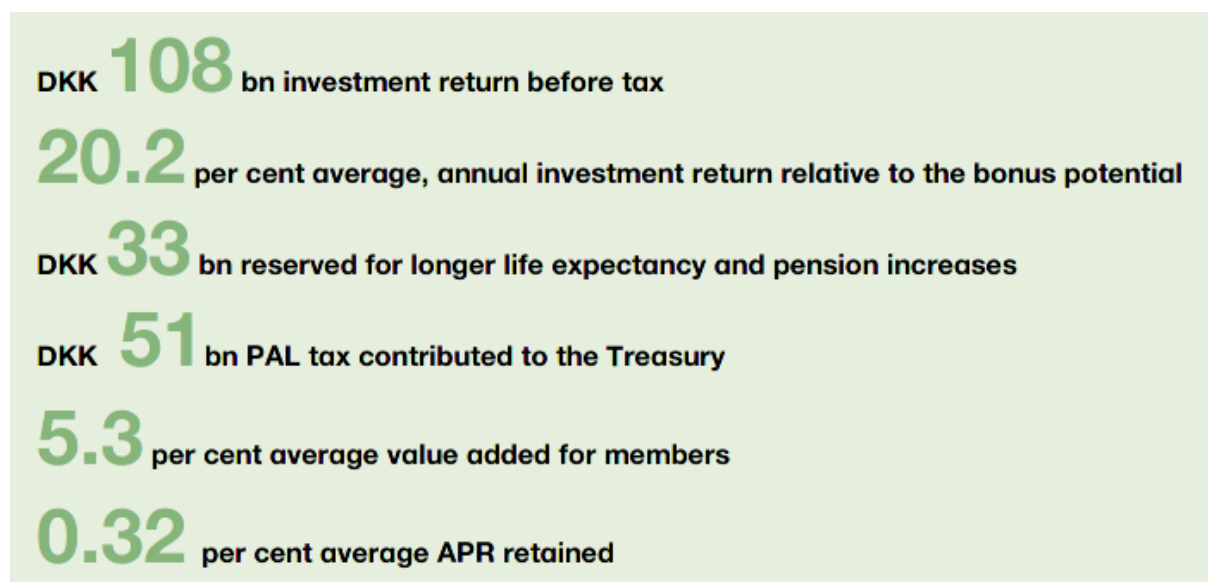 DKK 108 bn investment return before tax
20.2 per cent average, annual investment return relative to the bonus potential
DKK 33 bn reserved for longer life expectancy and pension increases
DKK 51 bn PAL tax contributed to the Treasury
5.3 per cent average value added for members
0.32 per cent average APR retained